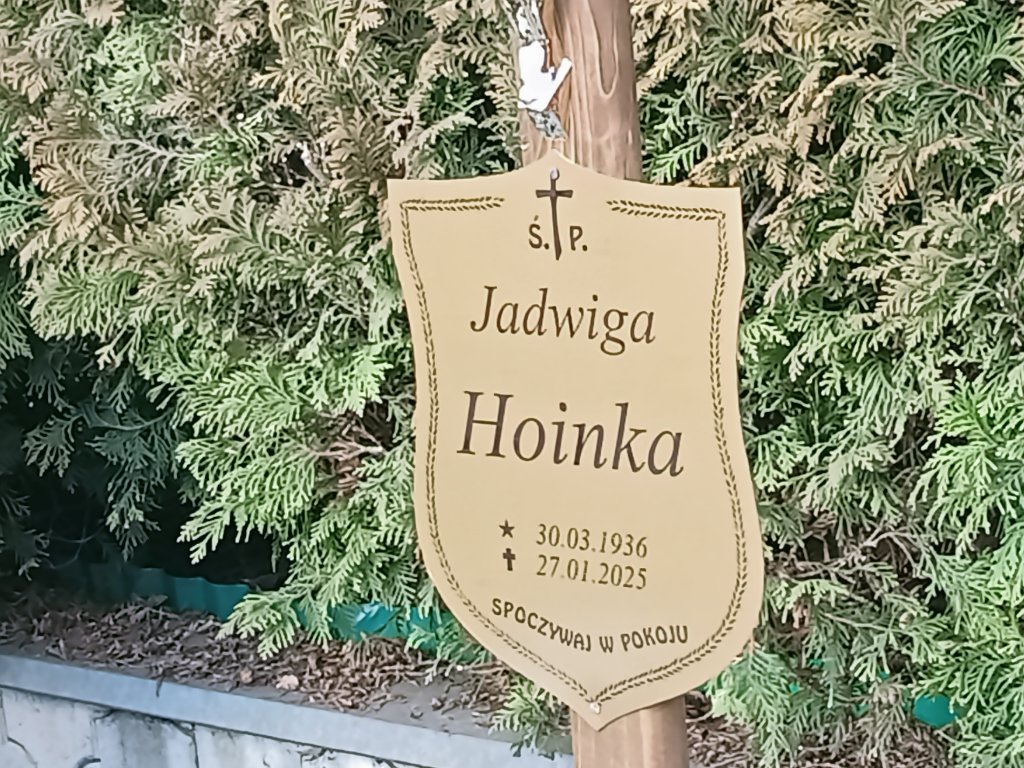 Ś. P.
Jadwiga
Hoinka
★ 30.03.1936
✝ 27.01.2025
SPOCZYWAJ W POKOJU